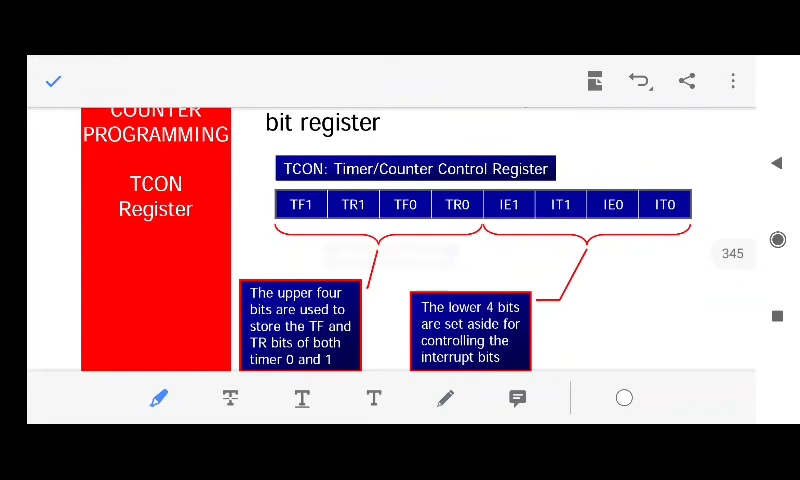 COUNTER
PROGRAMMING
TCON
Register
bit register
TCON: Timer/Counter Control Register
TF1 TR1 TF0 TR0 IE1 IT1 IE0 IT0
345
The upper four
bits are used to
store the TF and
TR bits of both
timer 0 and 1
The lower 4 bits
are set aside for
controlling the
interrupt bits